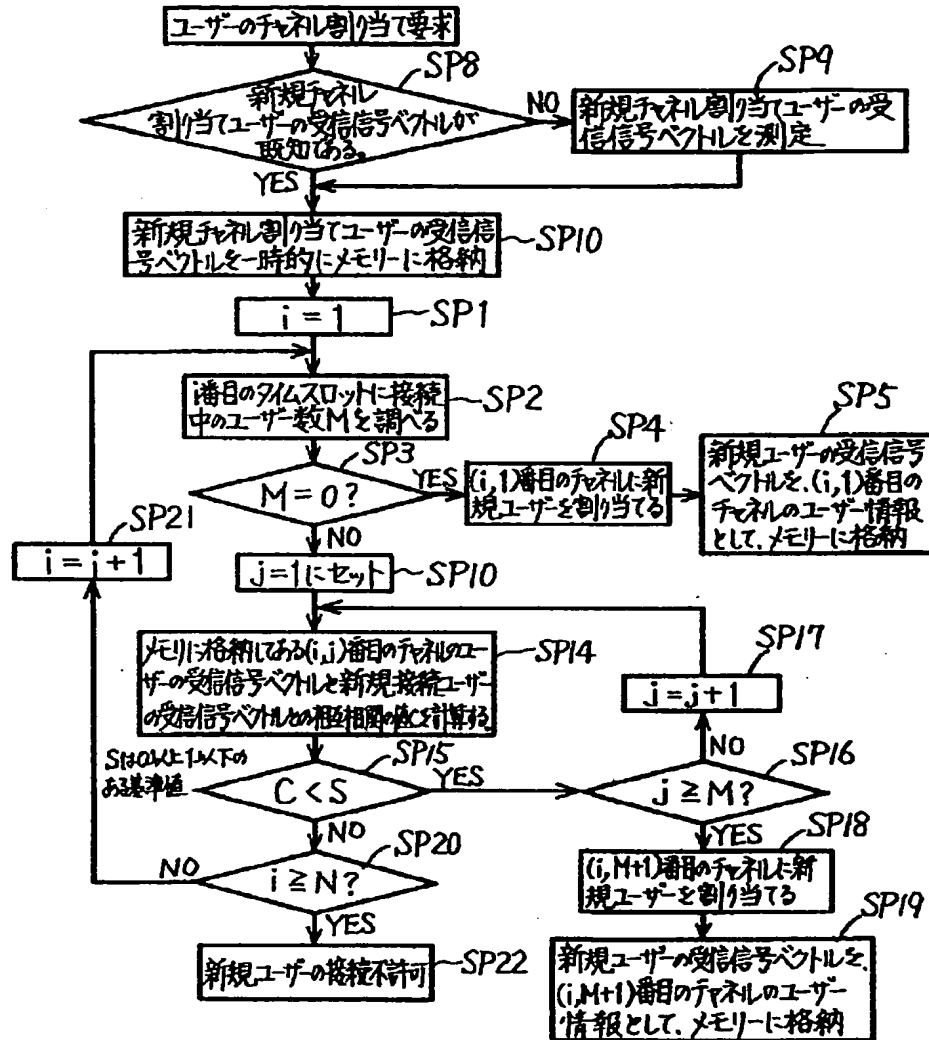 ユーザーのチャネル割り当て要求
SP8
新規チャネル
割り当てユーザーの受信信号ベクトルが
既知である。
NO
YES
SP9
新規チャネル割り当てユーザーの受
信信号ベクトルを測定
新規チャネル割り当てユーザーの受信信
号ベクトルを一時的にメモリーに格納
SP10
i = 1
SP1
i番目のタイムスロットに接続
中のユーザー数Mを調べる
SP2
SP3
M = 0 ?
YES
NO
SP4
(i,1)番目のチャネルに新
規ユーザーを割り当てる
SP5
新規ユーザーの受信信号
ベクトルを、(i,1)番目の
チャネルのユーザー情報
として、メモリーに格納
SP21
i = i + 1
j=1にセット
SP10
メモリに格納してある(i,j)番目のチャネルのユー
ザーの受信信号ベクトルと新規接続ユーザー
の受信信号ベクトルとの相互相関の値Cを計算する。
SP14
SP17
j=j+1
NO
Sは0以上1以下の
ある基準値
SP15
C < S
YES
NO
SP16
j ≧ M?
YES
SP20
i ≧ N?
NO
YES
SP18
(i,M+1)番目のチャネルに新
規ユーザーを割り当てる
新規ユーザーの接続不許可
SP22
SP19
新規ユーザーの受信信号ベクトルを、
(i,M+1)番目のチャネルのユーザー
情報として、メモリーに格納